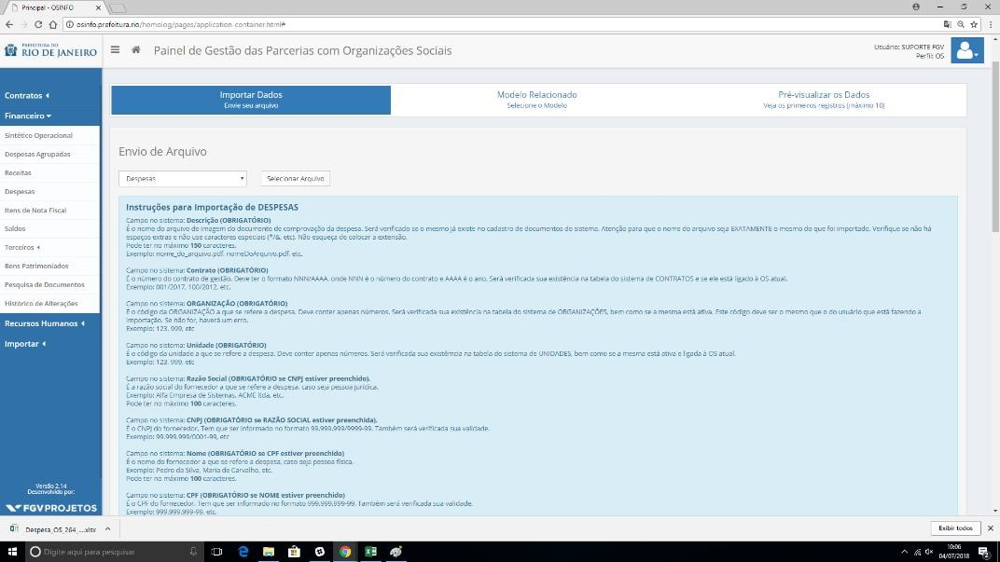 Principal - OSINFO
osinfo.prefeitura.rio/homolog/pages/application-container.html#
PREFEITURA DO
RIO DE JANEIRO
Painel de Gestão das Parcerias com Organizações Sociais
Usuário: SUPORTE FGV
Perfil: OS
Contratos
Financeiro
Sintético Operacional
Despesas Agrupadas
Receitas
Despesas
Itens de Nota Fiscal
Saldos
Terceiros
Bens Patrimoniados
Pesquisa de Documentos
Histórico de Alterações
Recursos Humanos
Importar
Versão 2.14
Desenvolvido por:
FGV PROJETOS
Importar Dados
Envie seu arquivo
Modelo Relacionado
Selecione o Modelo
Pré-visualizar os Dados
Veja os primeiros registros (máximo 10)
Envio de Arquivo
Despesas
Selecionar Arquivo
Instruções para Importação de DESPESAS
Campo no sistema: Descrição (OBRIGATÓRIO)
É o nome do arquivo de imagem do documento de comprovação da despesa. Será verificado se o mesmo já existe no cadastro de documentos do sistema. Atenção para que o nome do arquivo seja EXATAMENTE o mesmo do que foi importado. Verifique se não há
espaços extras e não use caracteres especiais (*/&, etc). Não esqueça de colocar a extensão.
Pode ter no máximo 150 caracteres.
Exemplo: nome_do_arquivo.pdf, nomeDoArquivo.pdf, etc.
Campo no sistema: Contrato (OBRIGATÓRIO)
É o número do contrato de gestão. Deve ter o formato NNN/AAAA, onde NNN é o número do contrato e AAAA é o ano. Será verificada sua existência na tabela do sistema de CONTRATOS e se ele está ligado à OS atual.
Exemplo: 001/2017, 100/2012, etc.
Campo no sistema: ORGANIZAÇÃO (OBRIGATÓRIO)
É o código da ORGANIZAÇÃO a que se refere a despesa. Deve conter apenas números. Será verificada sua existência na tabela do sistema de ORGANIZAÇÕES, bem como se a mesma está ativa. Este código deve ser o mesmo que o do usuário que está fazendo a
importação. Se não for, haverá um erro.
Exemplo: 123, 999, etc
Campo no sistema: Unidade (OBRIGATÓRIO)
É o código da unidade a que se refere a despesa. Deve conter apenas números. Será verificada sua existência na tabela do sistema de UNIDADES, bem como se a mesma está ativa e ligada à OS atual.
Exemplo: 123, 999, etc
Campo no sistema: Razão Social (OBRIGATÓRIO se CNPJ estiver preenchido).
É a razão social do fornecedor a que se refere a despesa, caso seja pessoa jurídica.
Exemplo: Alfa Empresa de Sistemas, ACME ltda, etc.
Pode ter no máximo 100 caracteres.
Campo no sistema: CNPJ (OBRIGATÓRIO se RAZÃO SOCIAL estiver preenchida).
É o CNPJ do fornecedor. Tem que ser informado no formato 99.999.999/9999-99. Também será verificada sua validade.
Exemplo: 99.999.999/0001-99, etc
Campo no sistema: Nome (OBRIGATÓRIO se CPF estiver preenchido)
É o nome do fornecedor a que se refere a despesa, caso seja pessoa física.
Exemplo: Pedro da Silva, Maria de Carvalho, etc.
Pode ter no máximo 100 caracteres.
Campo no sistema: CPF (OBRIGATÓRIO se NOME estiver preenchido)
É o CPF do fornecedor. Tem que ser informado no formato 999.999.999-99. Também será verificada sua validade.
Exemplo: 999.999.999-99, etc.
Despesa_OS_264_....xlsx
Exibir todos
Digite aqui para pesquisar
10:06
04/07/2018
2